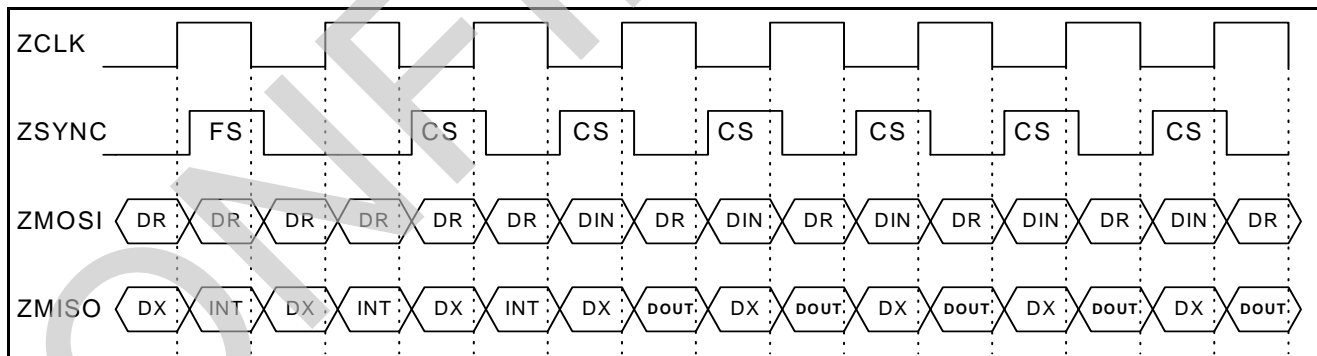 ZCLK
ZSYNC FS CS CS CS CS CS CS
ZMOSI DR DR DR DR DR DR DIN DR DIN DR DIN DR DIN DR DIN DR
ZMISO DX INT DX INT DX INT DX DOUT DX DOUT DX DOUT DX DOUT DX DOUT